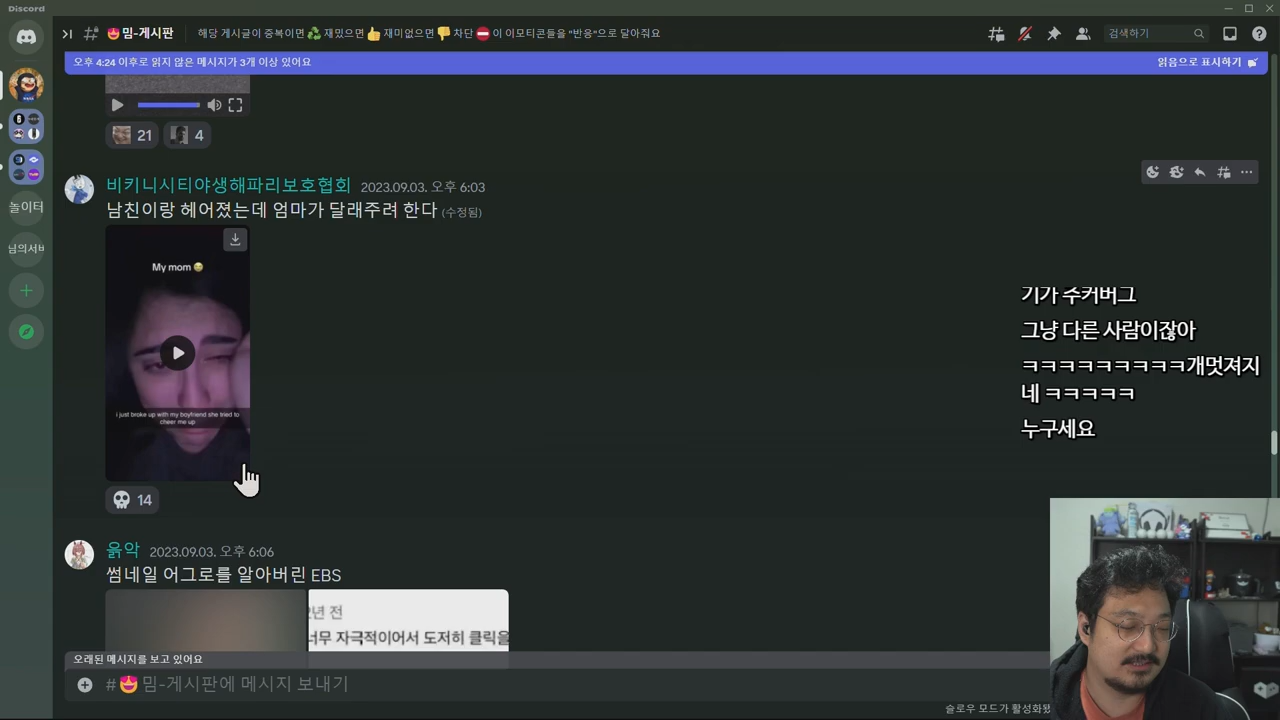 Discord
밈-게시판
해당 게시글이 중복이면 ♻️ 재밌으면 👍 재미없으면 👎 차단 ⛔ 이 이모티콘들을 "반응"으로 달아줘요
검색하기
오후 4:24 이후로 읽지 않은 메시지가 3개 이상 있어요
읽음으로 표시하기
21
4
비키니시티야생해파리보호협회 2023.09.03. 오후 6:03
남친이랑 헤어졌는데 엄마가 달래주려 한다 (수정됨)
놀이터
님의서버
My mom 😭
i just broke up with my boyfriend she tried to
cheer me up
14
기가 주커버그
그냥 다른 사람이잖아
ㅋㅋㅋㅋㅋㅋㅋㅋㅋ개멋져지
네 ㅋㅋㅋㅋㅋ
누구세요
읋악 2023.09.03. 오후 6:06
썸네일 어그로를 알아버린 EBS
년 전
너무 자극적이어서 도저히 클릭을
오래된 메시지를 보고 있어요
#😍밈-게시판에 메시지 보내기
슬로우 모드가 활성화됐